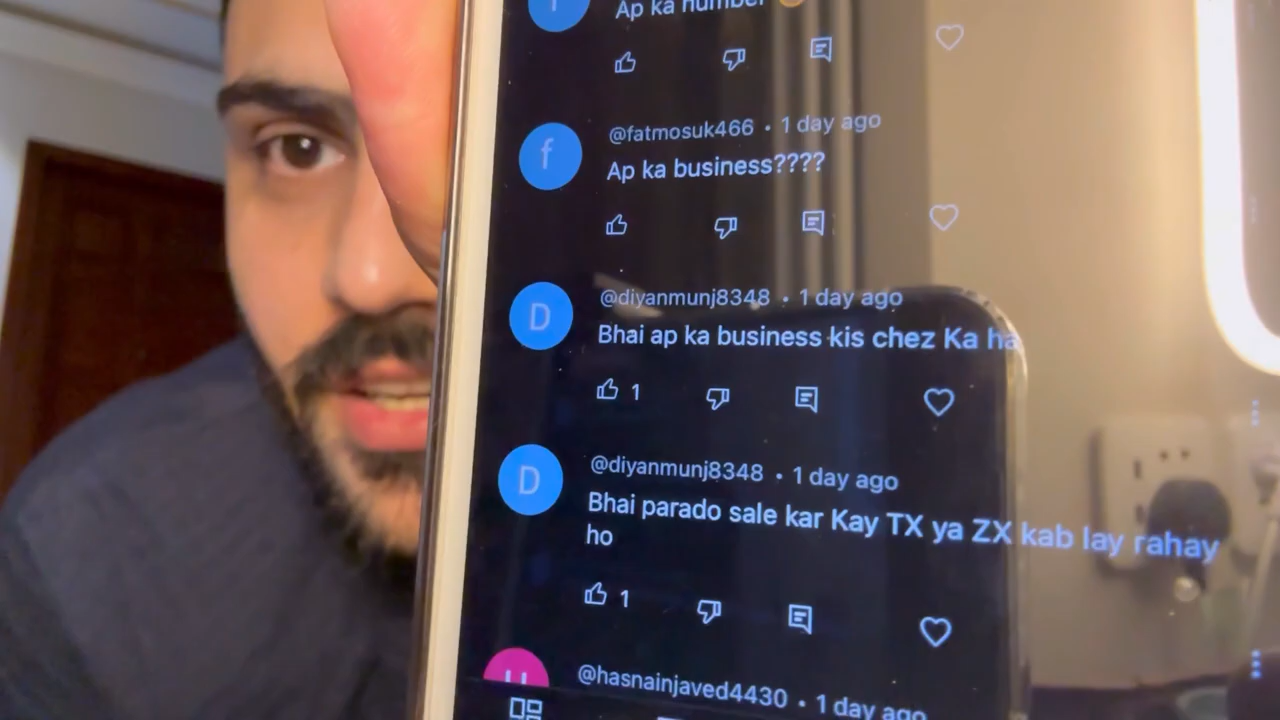 Ap ka number
@fatmosuk466 · 1 day ago
f
Ap ka business????
@diyanmunj8348 · 1 day ago
D
Bhai ap ka business kis chez Ka ha
1
@diyanmunj8348 · 1 day ago
D
Bhai parado sale kar Kay TX ya ZX kab lay rahay
ho
1
@hasnainjaved4430 · 1 day ago